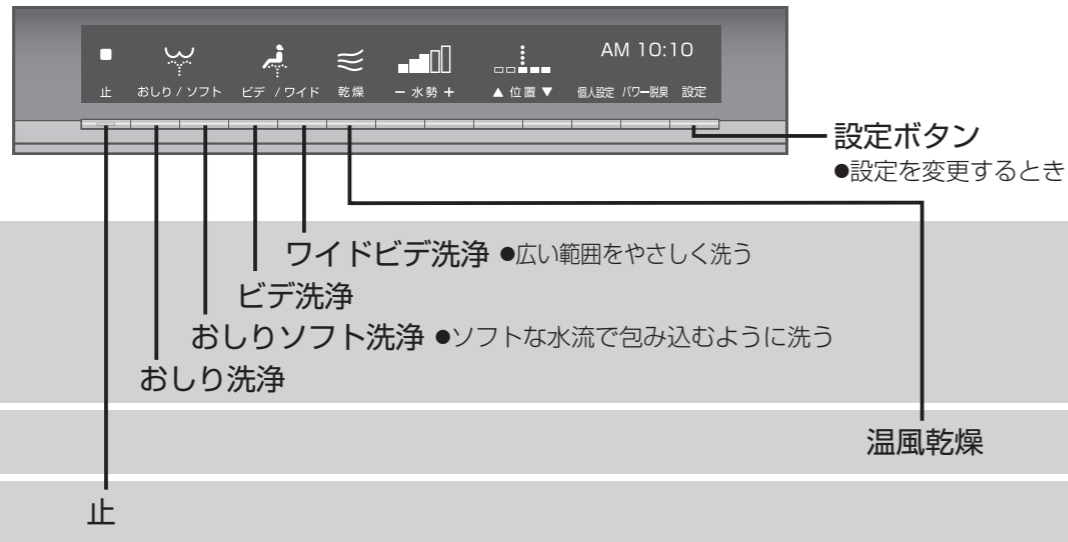 AM 10:10
止 おしり / ソフト ビデ / ワイド 乾燥 − 水勢 + ▲ 位置 ▼ 個人設定 パワー脱臭 設定
設定ボタン
●設定を変更するとき
ワイドビデ洗浄 ●広い範囲をやさしく洗う
ビデ洗浄
おしりソフト洗浄 ●ソフトな水流で包み込むように洗う
おしり洗浄
温風乾燥
止